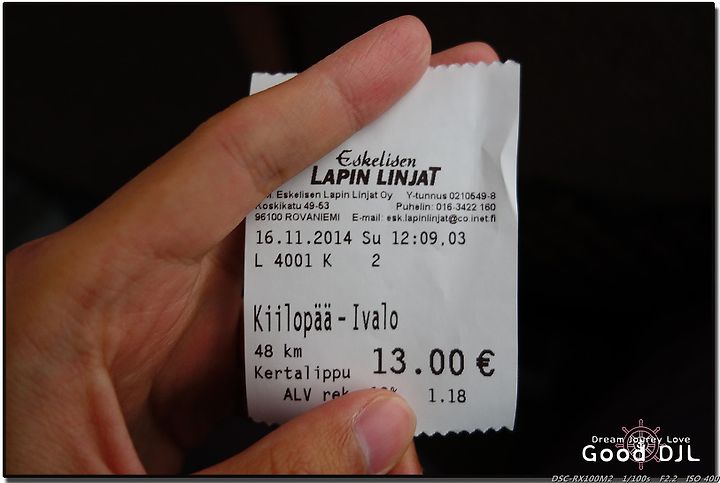 Eskelisen
LAPIN LINJAT
Eskelisen Lapin Linjat Oy Y-tunnus 0210549-8
Koskikatu 49-53 Puhelin: 016-3422 160
96100 ROVANIEMI E-mail: esk.lapinlinjat@co.inet.fi
16.11.2014 Su 12:09,03
L 4001 K 2
Kiilopää - Ivalo
48 km
Kertalippu 13.00 €
ALV rek 1.18
Dream Jourey Love
Good DJL
DSC-RX100M2 1/100s F2.2 ISO 400